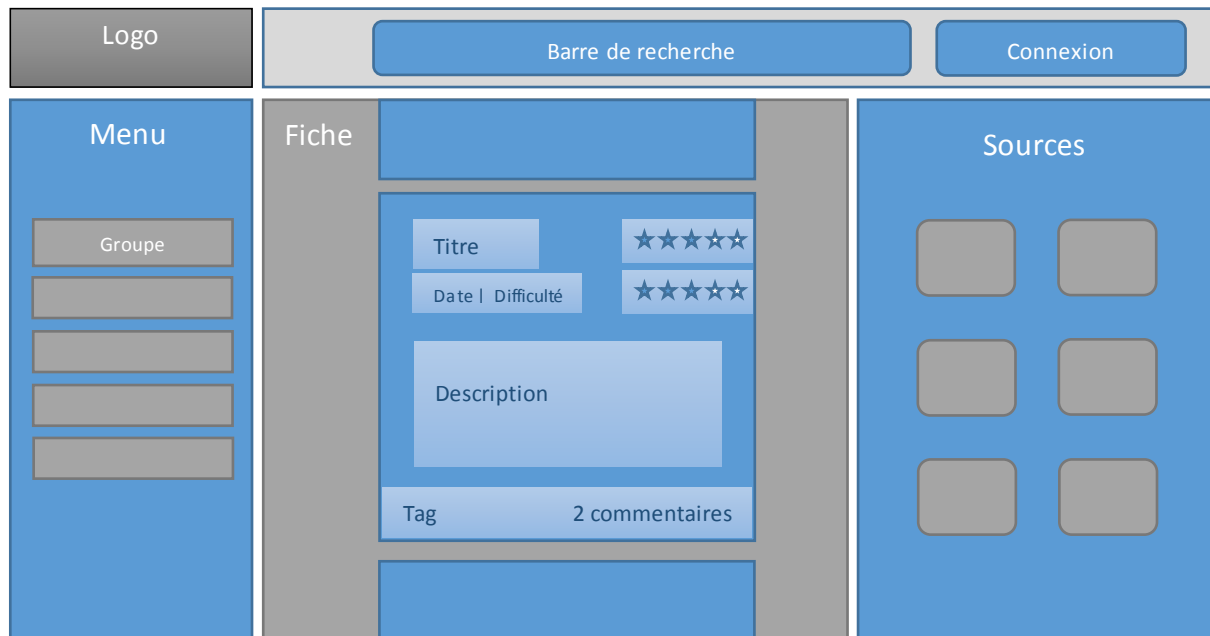 Logo
Barre de recherche
Connexion
Menu
Groupe
Fiche
Titre
Date | Difficulté
Description
Tag
2 commentaires
Sources